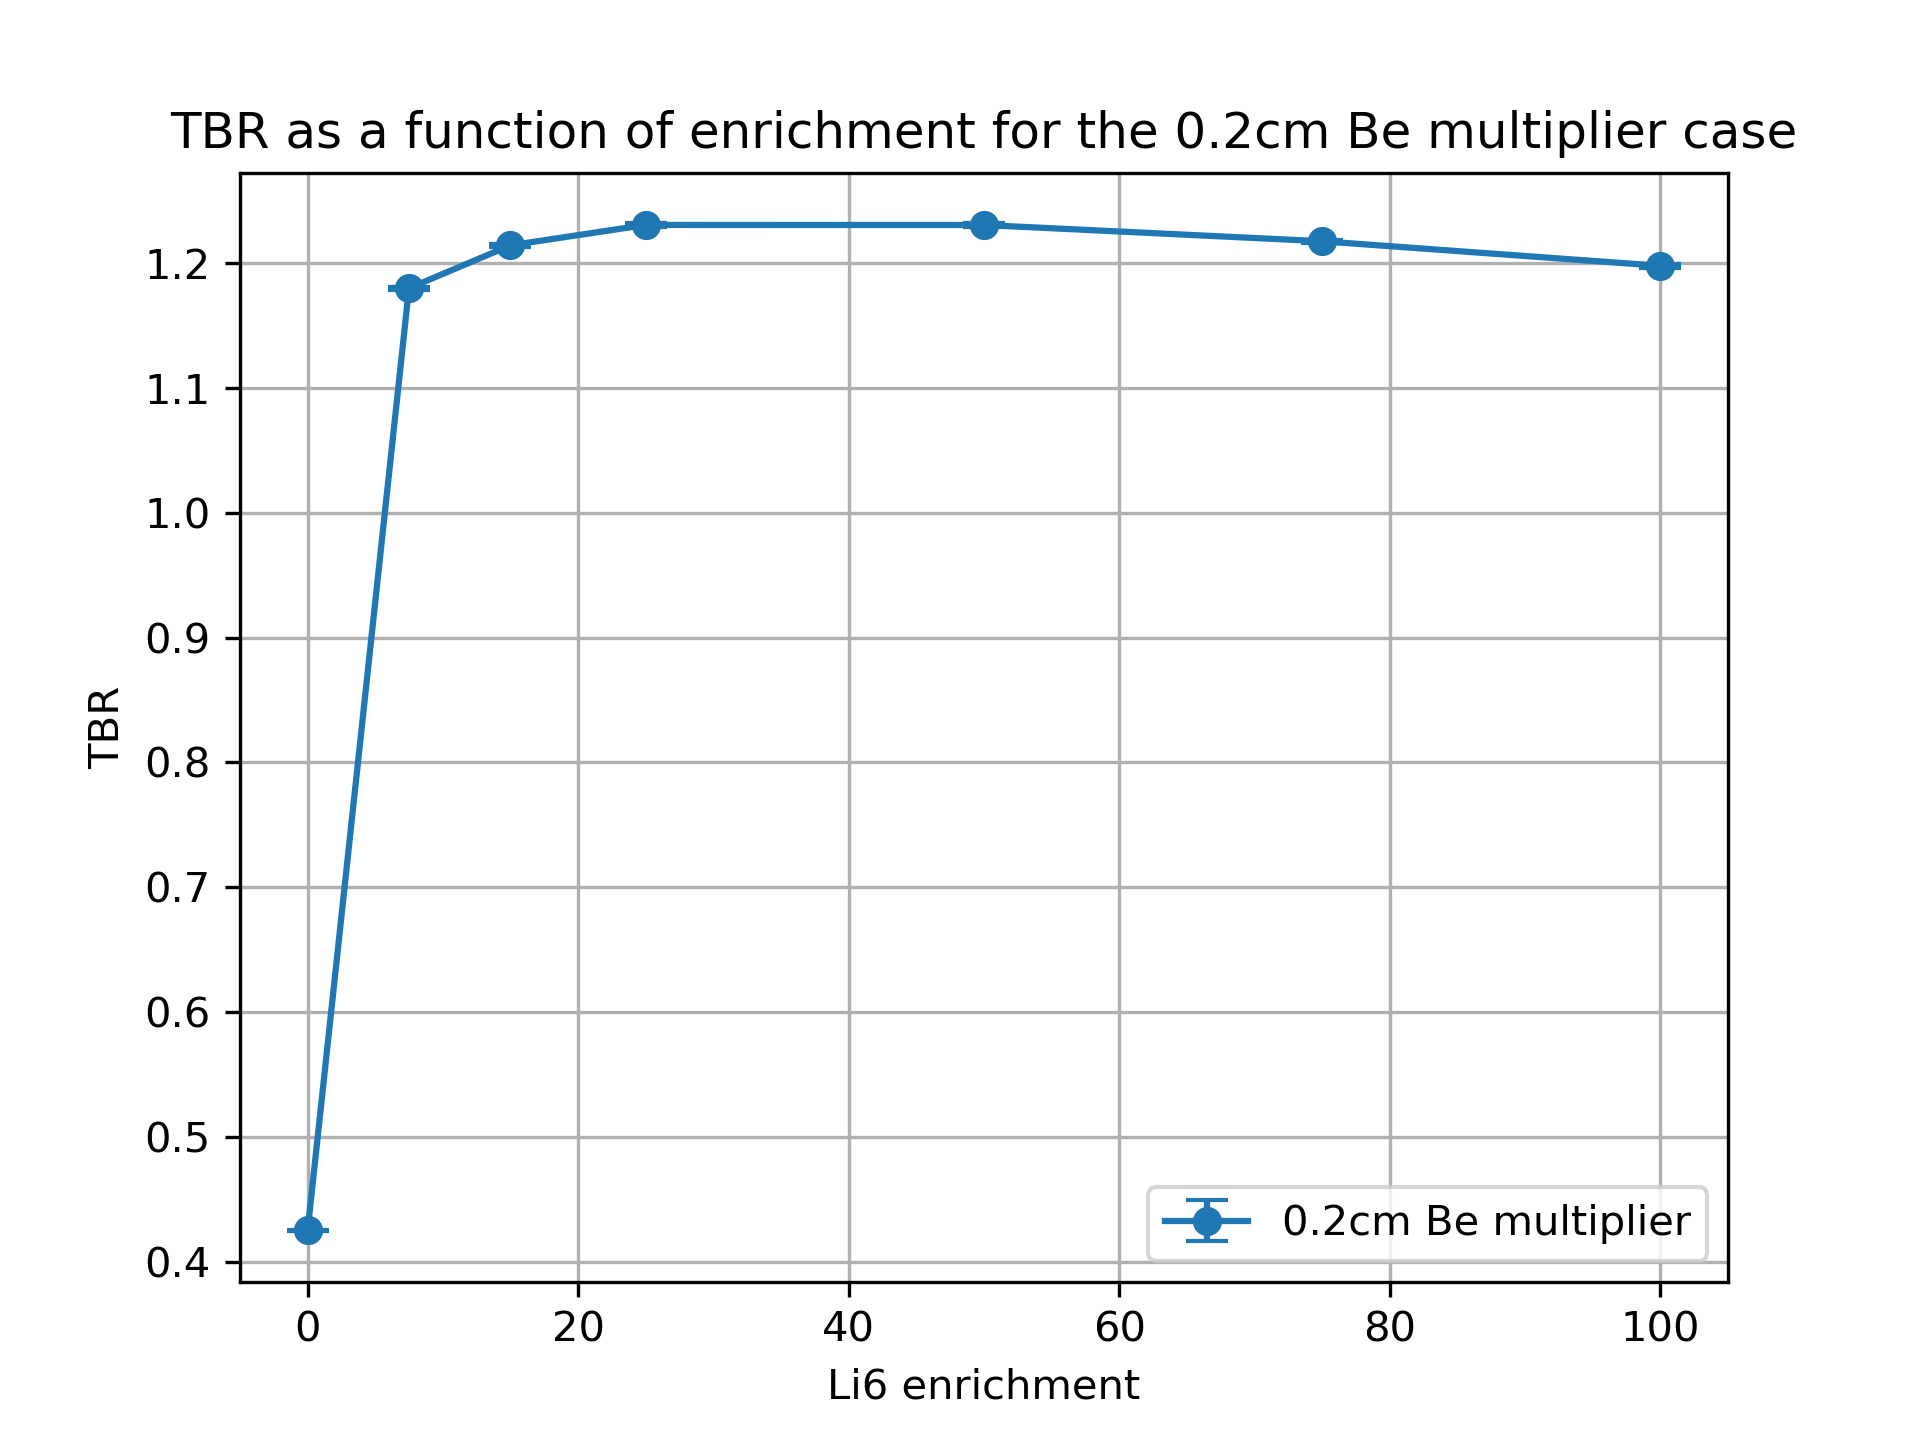 TBR as a function of enrichment for the 0.2cm Be multiplier case
1.2
1.1
1.0
0.9
0.8
0.7
0.6
0.5
0.4
TBR
0.2cm Be multiplier
0 20 40 60 80 100
Li6 enrichment